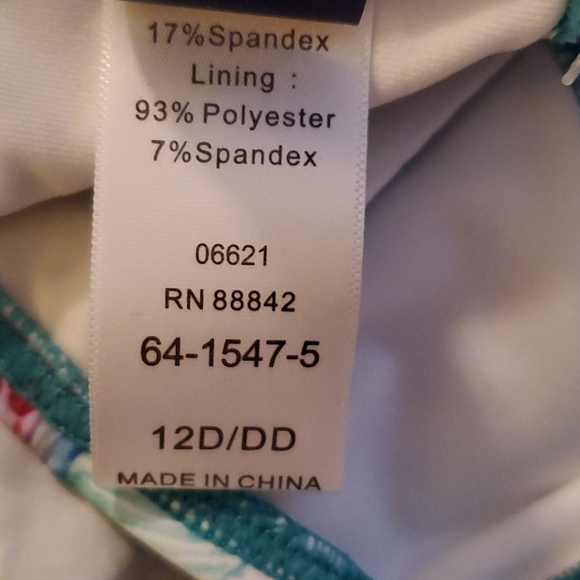 17%Spandex
Lining :
93% Polyester
7%Spandex
06621
RN 88842
64-1547-5
12D/DD
MADE IN CHINA